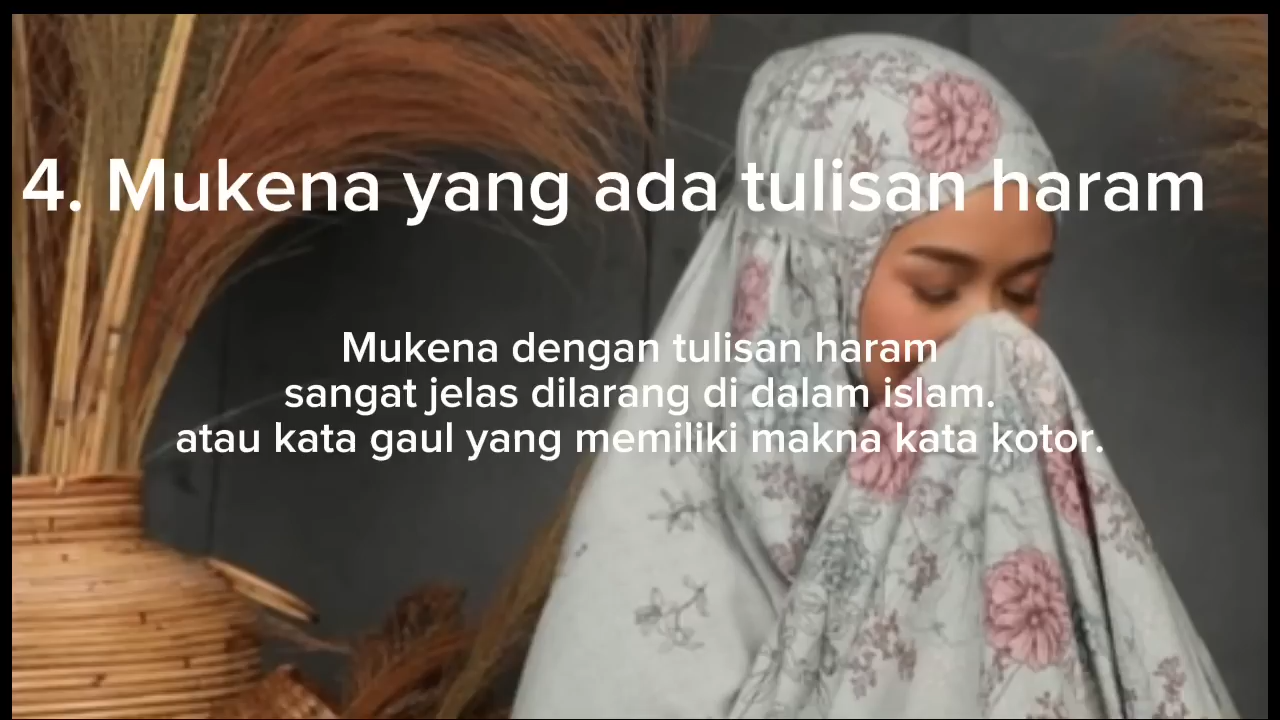 4. Mukena yang ada tulisan haram
Mukena dengan tulisan haram
sangat jelas dilarang di dalam islam.
atau kata gaul yang memiliki makna kata kotor.